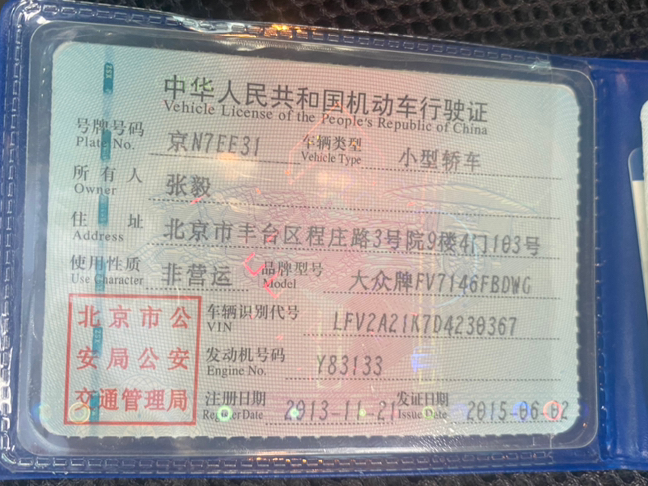 中华人民共和国机动车行驶证
Vehicle License of the People's Republic of China
号牌号码 京N7EE31 车辆类型 小型轿车
Plate No. Vehicle Type
所有人 张毅
Owner
住址 北京市丰台区程庄路3号院9楼4门103号
Address
使用性质 非营运 品牌型号 大众牌FV7146FBDWG
Use Character Model
北京市公
安局公安
交通管理局
车辆识别代号 LFV2A21K7D4230367
VIN
发动机号码 Y83133
Engine No.
注册日期 2013-11-21 发证日期 2015-06-02
Register Date Issue Date